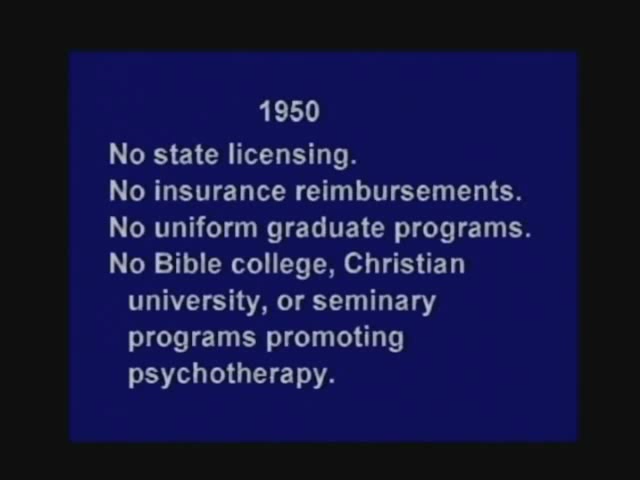 1950
No state licensing.
No insurance reimbursements.
No uniform graduate programs.
No Bible college, Christian
university, or seminary
programs promoting
psychotherapy.